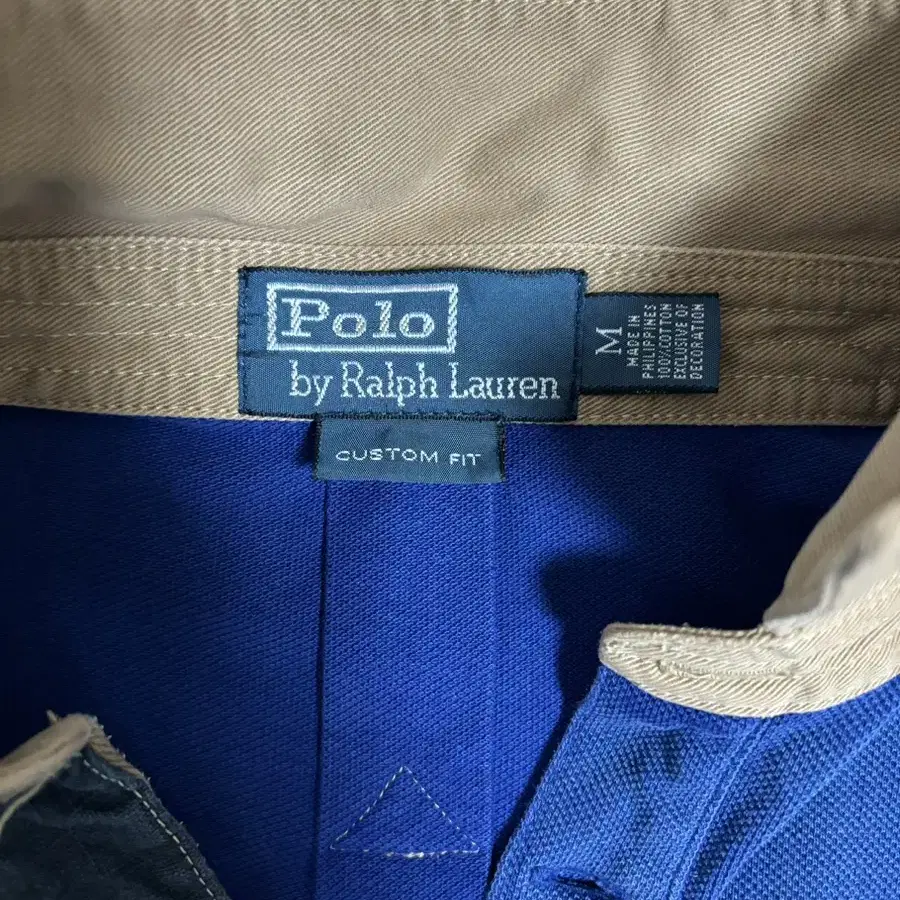 Polo
by Ralph Lauren
M
MADE IN
PHILIPPINES
100%COTTON
EXCLUSIVE OF
DECORATION
CUSTOM FIT